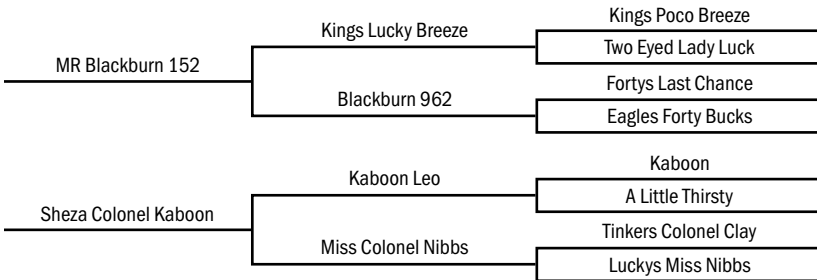 Kings Poco Breeze
Kings Lucky Breeze
Two Eyed Lady Luck
MR Blackburn 152
Fortys Last Chance
Blackburn 962
Eagles Forty Bucks
Kaboon
Kaboon Leo
A Little Thirsty
Sheza Colonel Kaboon
Tinkers Colonel Clay
Miss Colonel Nibbs
Luckys Miss Nibbs